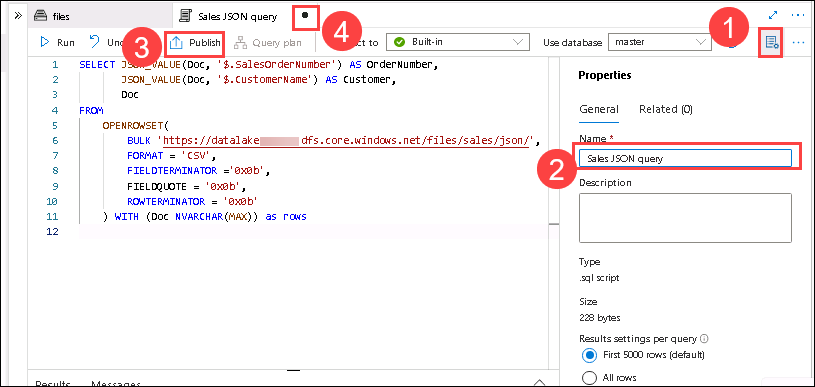 files
Sales JSON query
4
1
Run
Undo
3
Publish
Query plan
ct to
Built-in
Use database
master
1 SELECT JSON_VALUE(Doc, '$.SalesOrderNumber') AS OrderNumber,
2 JSON_VALUE(Doc, '$.CustomerName') AS Customer,
3 Doc
4 FROM
5 OPENROWSET(
6 BULK 'https://datalake dfs.core.windows.net/files/sales/json/',
7 FORMAT = 'CSV',
8 FIELDTERMINATOR ='0x0b',
9 FIELDQUOTE = '0x0b',
10 ROWTERMINATOR = '0x0b'
11 ) WITH (Doc NVARCHAR(MAX)) as rows
12
Properties
General
Related (0)
Name *
2
Sales JSON query
Description
Type
.sql script
Size
228 bytes
Results settings per query
First 5000 rows (default)
All rows
Results
Messages